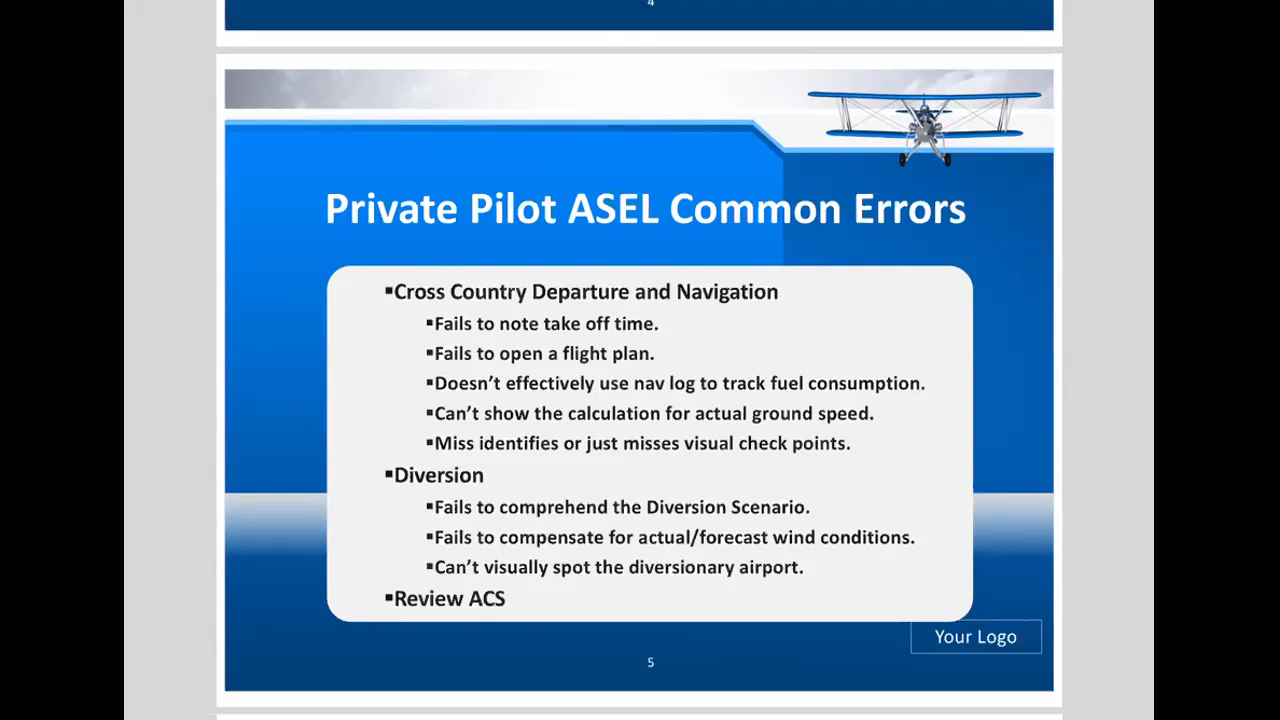 4
Private Pilot ASEL Common Errors
▪Cross Country Departure and Navigation
▪Fails to note take off time.
▪Fails to open a flight plan.
▪Doesn’t effectively use nav log to track fuel consumption.
▪Can’t show the calculation for actual ground speed.
▪Miss identifies or just misses visual check points.
▪Diversion
▪Fails to comprehend the Diversion Scenario.
▪Fails to compensate for actual/forecast wind conditions.
▪Can’t visually spot the diversionary airport.
▪Review ACS
Your Logo
5